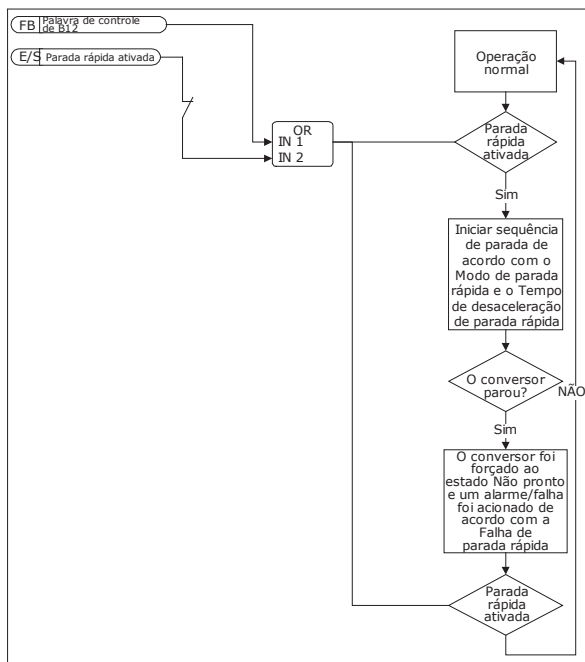 FB Palavra de controle
de B12
E/S Parada rápida ativada
OR
IN 1
IN 2
Operação
normal
Parada
rápida
ativada
Sim
Iniciar sequência
de parada de
acordo com o
Modo de parada
rápida e o Tempo
de desaceleração
de parada rápida
O conversor
parou?
NÃO
Sim
O conversor foi
forçado ao
estado Não pronto
e um alarme/falha
foi acionado de
acordo com a
Falha de
parada rápida
Parada
rápida
ativada